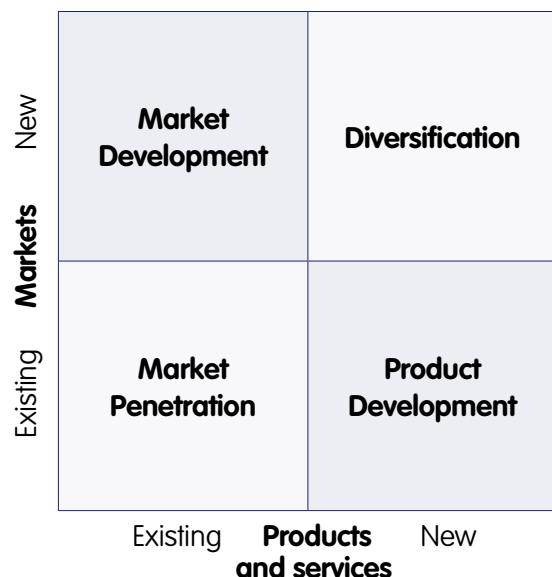 New
Market
Development
Diversification
Markets
Existing
Market
Penetration
Product
Development
Existing Products New
and services